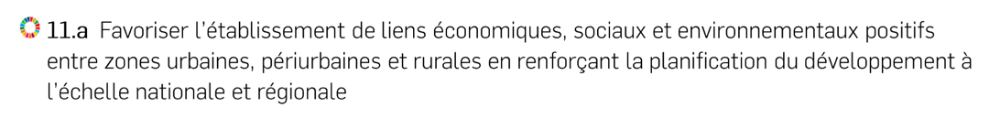 11.a Favoriser l'établissement de liens économiques, sociaux et environnementaux positifs
entre zones urbaines, périurbaines et rurales en renforçant la planification du développement à
l'échelle nationale et régionale